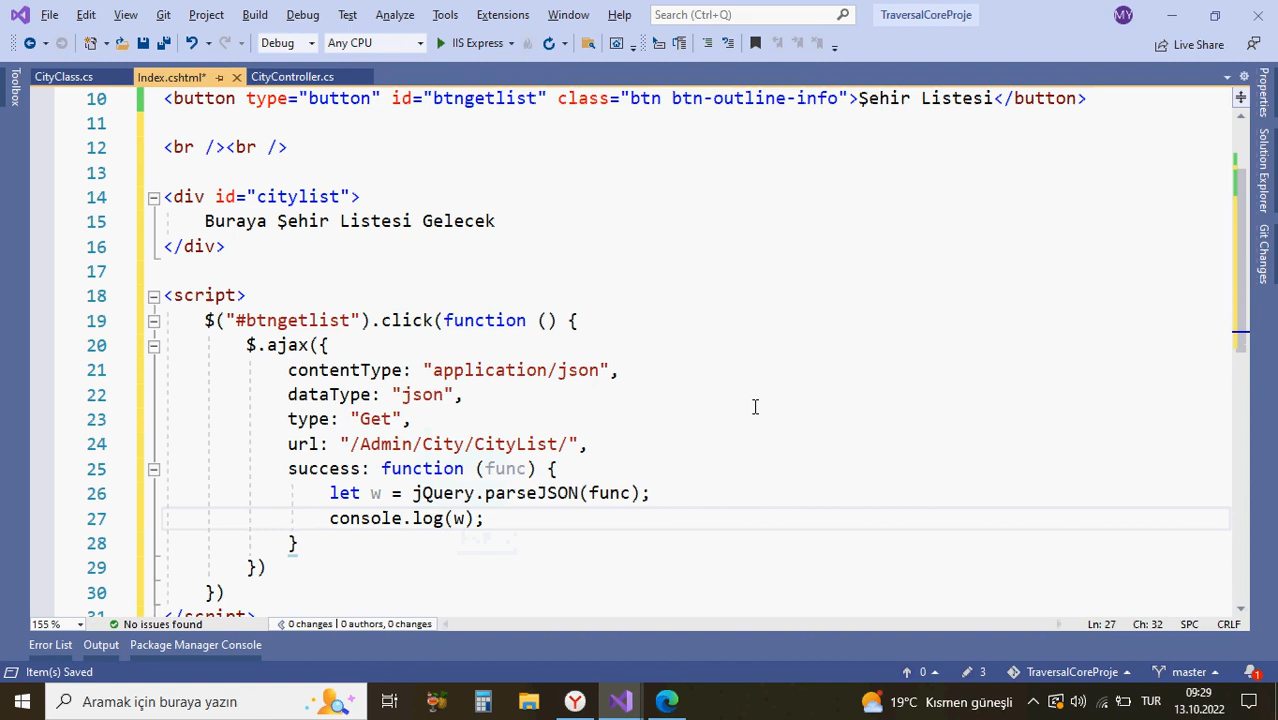 File Edit View Git Project Build Debug Test Analyze Tools Extensions Window Help Search (Ctrl+Q) TraversalCoreProje MY
Debug Any CPU IIS Express Live Share
Toolbox
CityClass.cs Index.cshtml* CityController.cs
10 <button type="button" id="btngetlist" class="btn btn-outline-info">Şehir Listesi</button>
11
12 <br /><br />
13
14 <div id="citylist">
15 Buraya Şehir Listesi Gelecek
16 </div>
17
18 <script>
19 $("#btngetlist").click(function () {
20 $.ajax({
21 contentType: "application/json",
22 dataType: "json",
23 type: "Get",
24 url: "/Admin/City/CityList/",
25 success: function (func) {
26 let w = jQuery.parseJSON(func);
27 console.log(w);
28 }
29 })
30 })
31 </script>
Properties
Solution Explorer
Git Changes
155 % No issues found 0 changes | 0 authors, 0 changes Ln: 27 Ch: 32 SPC CRLF
Error List Output Package Manager Console
Item(s) Saved 0 3 TraversalCoreProje master 1
Aramak için buraya yazın 19°C Kısmen güneşli TUR 09:29
13.10.2022